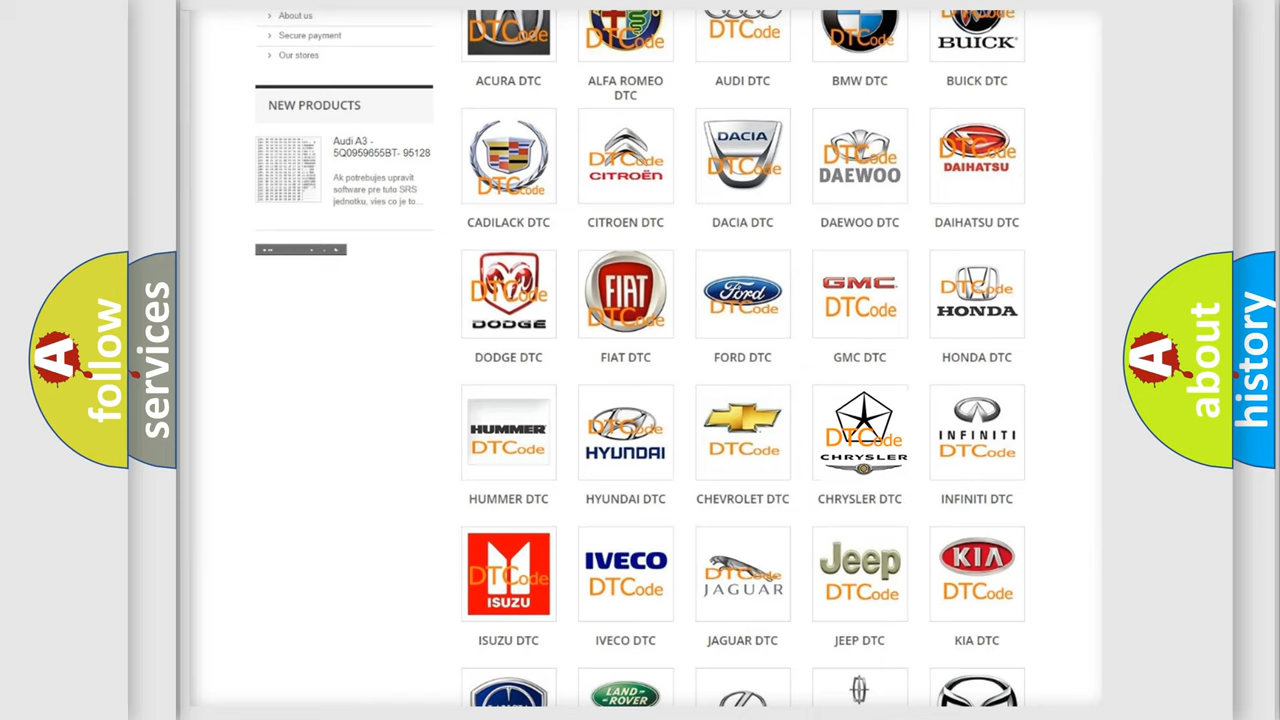 About us
Secure payment
Our stores
NEW PRODUCTS
Audi A3 -
5Q0959655BT- 95128
Ak potrebujes upravit
software pre tuto SRS
jednotku, vies co je to...
follow
services
about
history
A
A
DTCode
DTCode
DTCode
DTCode
BUICK
ACURA DTC
ALFA ROMEO
DTC
AUDI DTC
BMW DTC
BUICK DTC
DTCode
DTCode
CITROËN
DACIA
DTCode
DTCode
DAEWOO
DTCode
DAIHATSU
CADILACK DTC
CITROEN DTC
DACIA DTC
DAEWOO DTC
DAIHATSU DTC
DTCode
DODGE
FIAT
DTCode
Ford
DTCode
GMC
DTCode
DTCode
HONDA
DODGE DTC
FIAT DTC
FORD DTC
GMC DTC
HONDA DTC
HUMMER
DTCode
DTCode
HYUNDAI
DTCode
DTCode
CHRYSLER
INFINITI
DTCode
HUMMER DTC
HYUNDAI DTC
CHEVROLET DTC
CHRYSLER DTC
INFINITI DTC
DTCode
ISUZU
IVECO
DTCode
DTCode
JAGUAR
Jeep
DTCode
KIA
DTCode
ISUZU DTC
IVECO DTC
JAGUAR DTC
JEEP DTC
KIA DTC
LAND-
ROVER